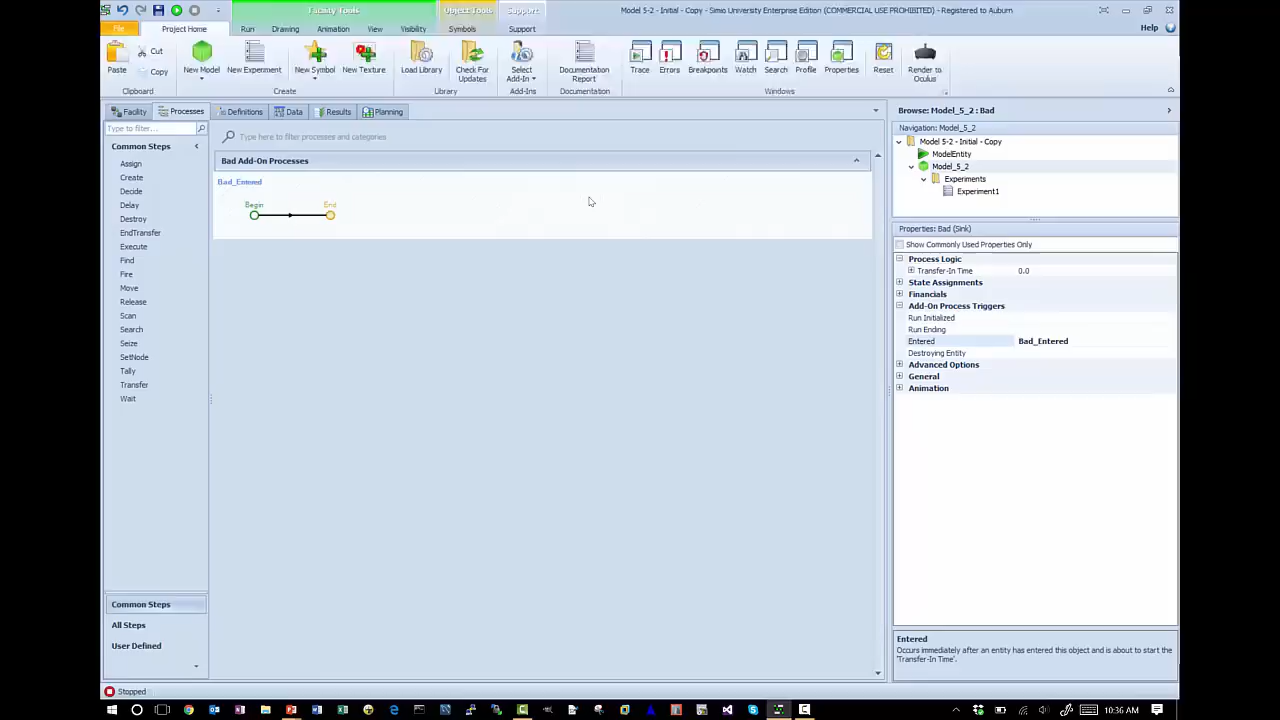 Facility Tools Object Tools Support Model 5-2 - Initial - Copy - Simio University Enterprise Edition (COMMERCIAL USE PROHIBITED) - Registered to Auburn
File Project Home Run Drawing Animation View Visibility Symbols Support Help
Paste Cut Copy New Model New Experiment New Symbol New Texture Load Library Check For Updates Select Add-In Documentation Report Trace Errors Breakpoints Watch Search Profile Properties Reset Render to Oculus
Clipboard Create Library Add-Ins Documentation Windows
Facility Processes Definitions Data Results Planning
Type to filter...
Common Steps
Assign
Create
Decide
Delay
Destroy
EndTransfer
Execute
Find
Fire
Move
Release
Scan
Search
Seize
SetNode
Tally
Transfer
Wait
Common Steps
All Steps
User Defined
Type here to filter processes and categories
Bad Add-On Processes
Bad_Entered
Begin End
Browse: Model_5_2 : Bad
Navigation: Model_5_2
Model 5-2 - Initial - Copy
ModelEntity
Model_5_2
Experiments
Experiment1
Properties: Bad (Sink)
Show Commonly Used Properties Only
Process Logic
Transfer-In Time 0.0
State Assignments
Financials
Add-On Process Triggers
Run Initialized
Run Ending
Entered Bad_Entered
Destroying Entity
Advanced Options
General
Animation
Entered
Occurs immediately after an entity has entered this object and is about to start the
'Transfer-In Time'.
Stopped
10:36 AM